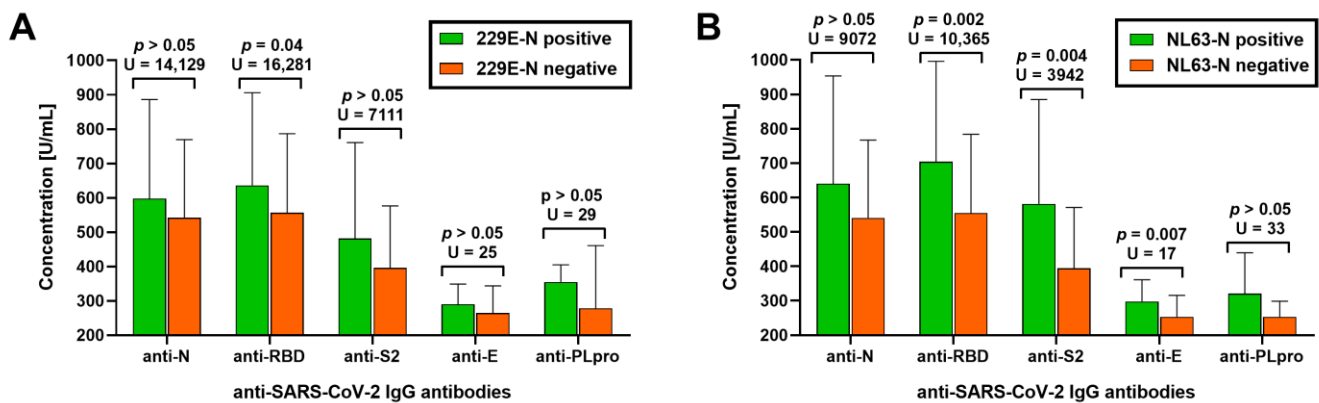 A
229E-N positive
229E-N negative
p > 0.05
U = 14,129
p = 0.04
U = 16,281
p > 0.05
U = 7111
p > 0.05
U = 25
p > 0.05
U = 29
Concentration [U/mL]
1000
900
800
700
600
500
400
300
200
anti-N
anti-RBD
anti-S2
anti-E
anti-PLpro
anti-SARS-CoV-2 IgG antibodies
B
NL63-N positive
NL63-N negative
p > 0.05
U = 9072
p = 0.002
U = 10,365
p = 0.004
U = 3942
p = 0.007
U = 17
p > 0.05
U = 33
Concentration [U/mL]
1000
900
800
700
600
500
400
300
200
anti-N
anti-RBD
anti-S2
anti-E
anti-PLpro
anti-SARS-CoV-2 IgG antibodies